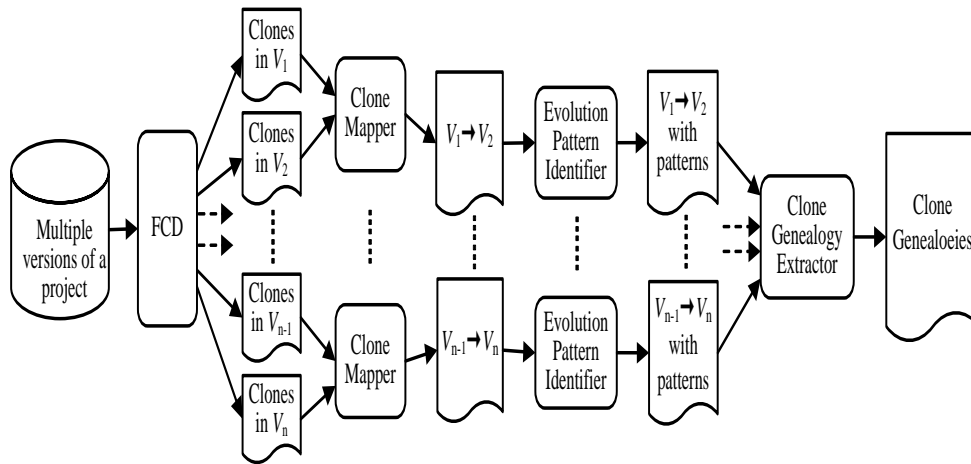 Multiple
versions of a
project
FCD
Clones
in V1
Clones
in V2
Clones
in Vn-1
Clones
in Vn
Clone
Mapper
Clone
Mapper
V1→V2
Vn-1→Vn
Evolution
Pattern
Identifier
Evolution
Pattern
Identifier
V1→V2
with
patterns
Vn-1→Vn
with
patterns
Clone
Genealogy
Extractor
Clone
Genealoeies